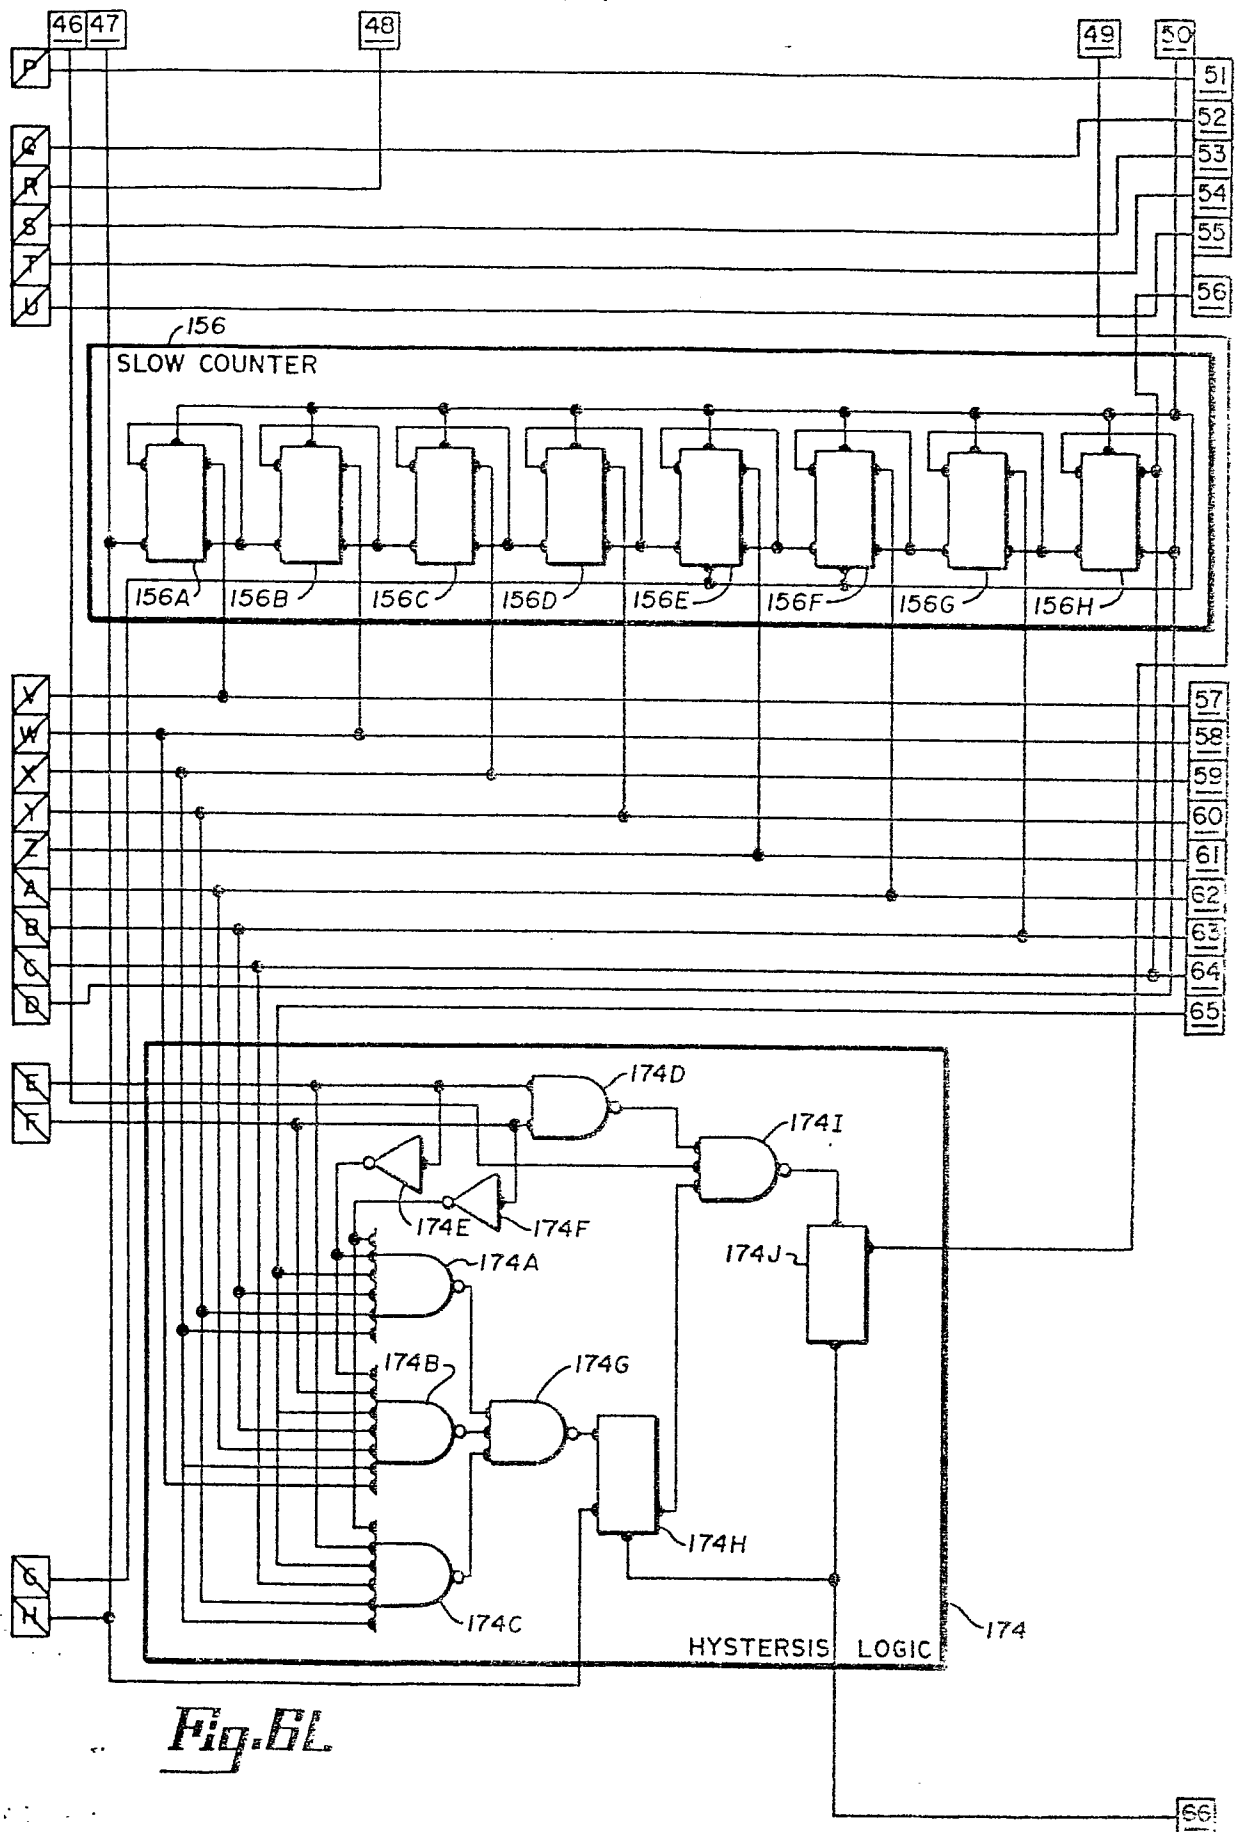 46 47 48 49 50
P 51
52
Q 53
R 54
S 55
T
U 56
156
SLOW COUNTER
156A 156B 156C 156D 156E 156F 156G 156H
V 57
W 58
X 59
Y 60
Z 61
A 62
B 63
C 64
D 65
E 174D
F 174I
174E 174F
174J 174A
174B 174G
174H
G
H 174C 174
HYSTERSIS LOGIC
Fig. 6L
66